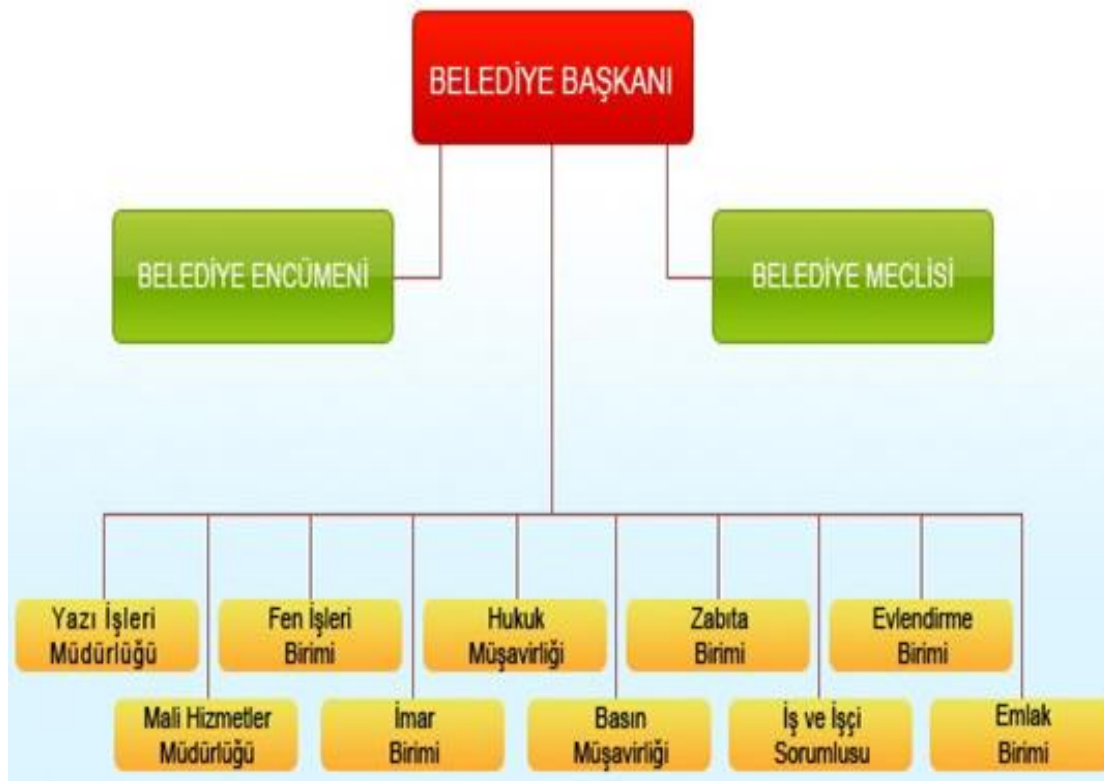 BELEDİYE BAŞKANI
BELEDİYE ENCÜMENİ
BELEDİYE MECLİSİ
Yazı İşleri
Müdürlüğü
Fen İşleri
Birimi
Hukuk
Müşavirliği
Zabıta
Birimi
Evlendirme
Birimi
Mali Hizmetler
Müdürlüğü
İmar
Birimi
Basın
Müşavirliği
İş ve İşçi
Sorumlusu
Emlak
Birimi